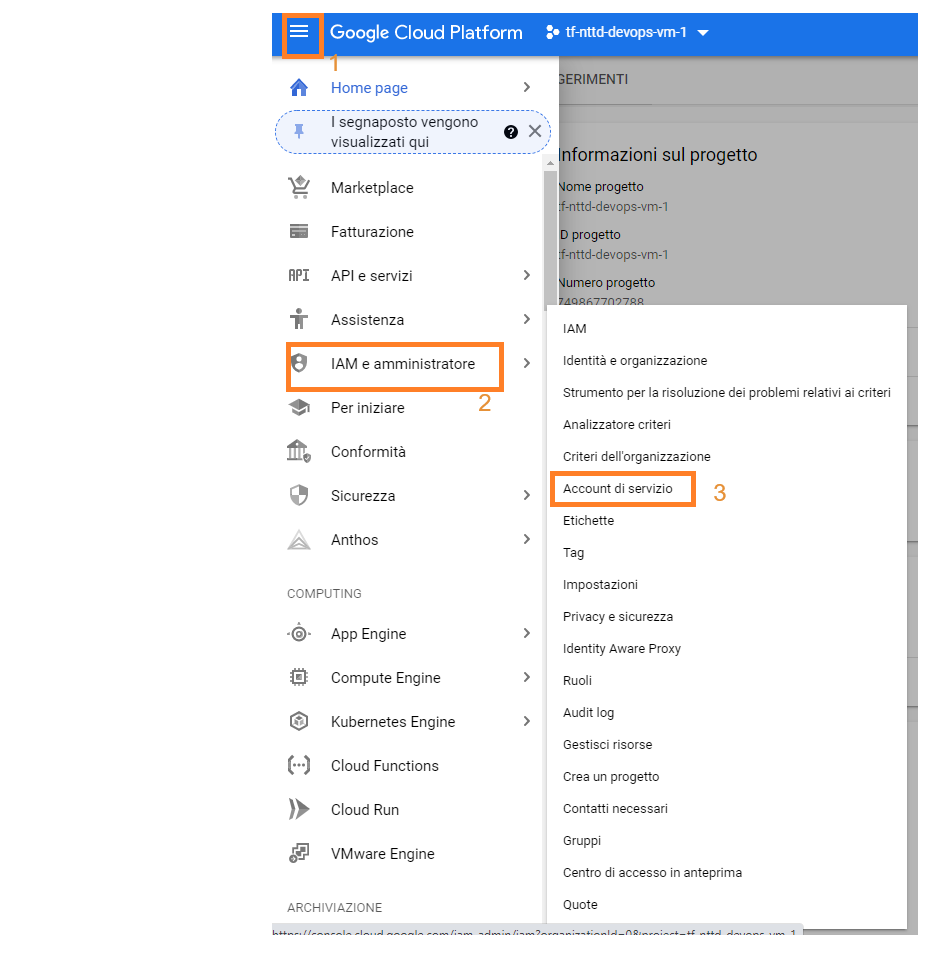 Google Cloud Platform
tf-nttd-devops-vm-1
1
GERIMENTI
Home page
I segnaposto vengono
visualizzati qui
?
Marketplace
Fatturazione
API
API e servizi
Assistenza
IAM e amministratore
2
Per iniziare
Conformità
Sicurezza
Anthos
COMPUTING
App Engine
Compute Engine
Kubernetes Engine
Cloud Functions
Cloud Run
VMware Engine
ARCHIVIAZIONE
Informazioni sul progetto
Nome progetto
tf-nttd-devops-vm-1
ID progetto
tf-nttd-devops-vm-1
Numero progetto
749867702788
IAM
Identità e organizzazione
Strumento per la risoluzione dei problemi relativi ai criteri
Analizzatore criteri
Criteri dell'organizzazione
Account di servizio
3
Etichette
Tag
Impostazioni
Privacy e sicurezza
Identity Aware Proxy
Ruoli
Audit log
Gestisci risorse
Crea un progetto
Contatti necessari
Gruppi
Centro di accesso in anteprima
Quote
https://console.cloud.google.com/iam-admin/iam?organizationId=0&project=tf-nttd-devops-vm-1